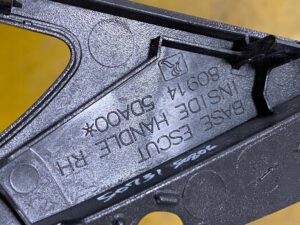 BASE ESCUT
INSIDE HANDLE RH
80914 5DA00*